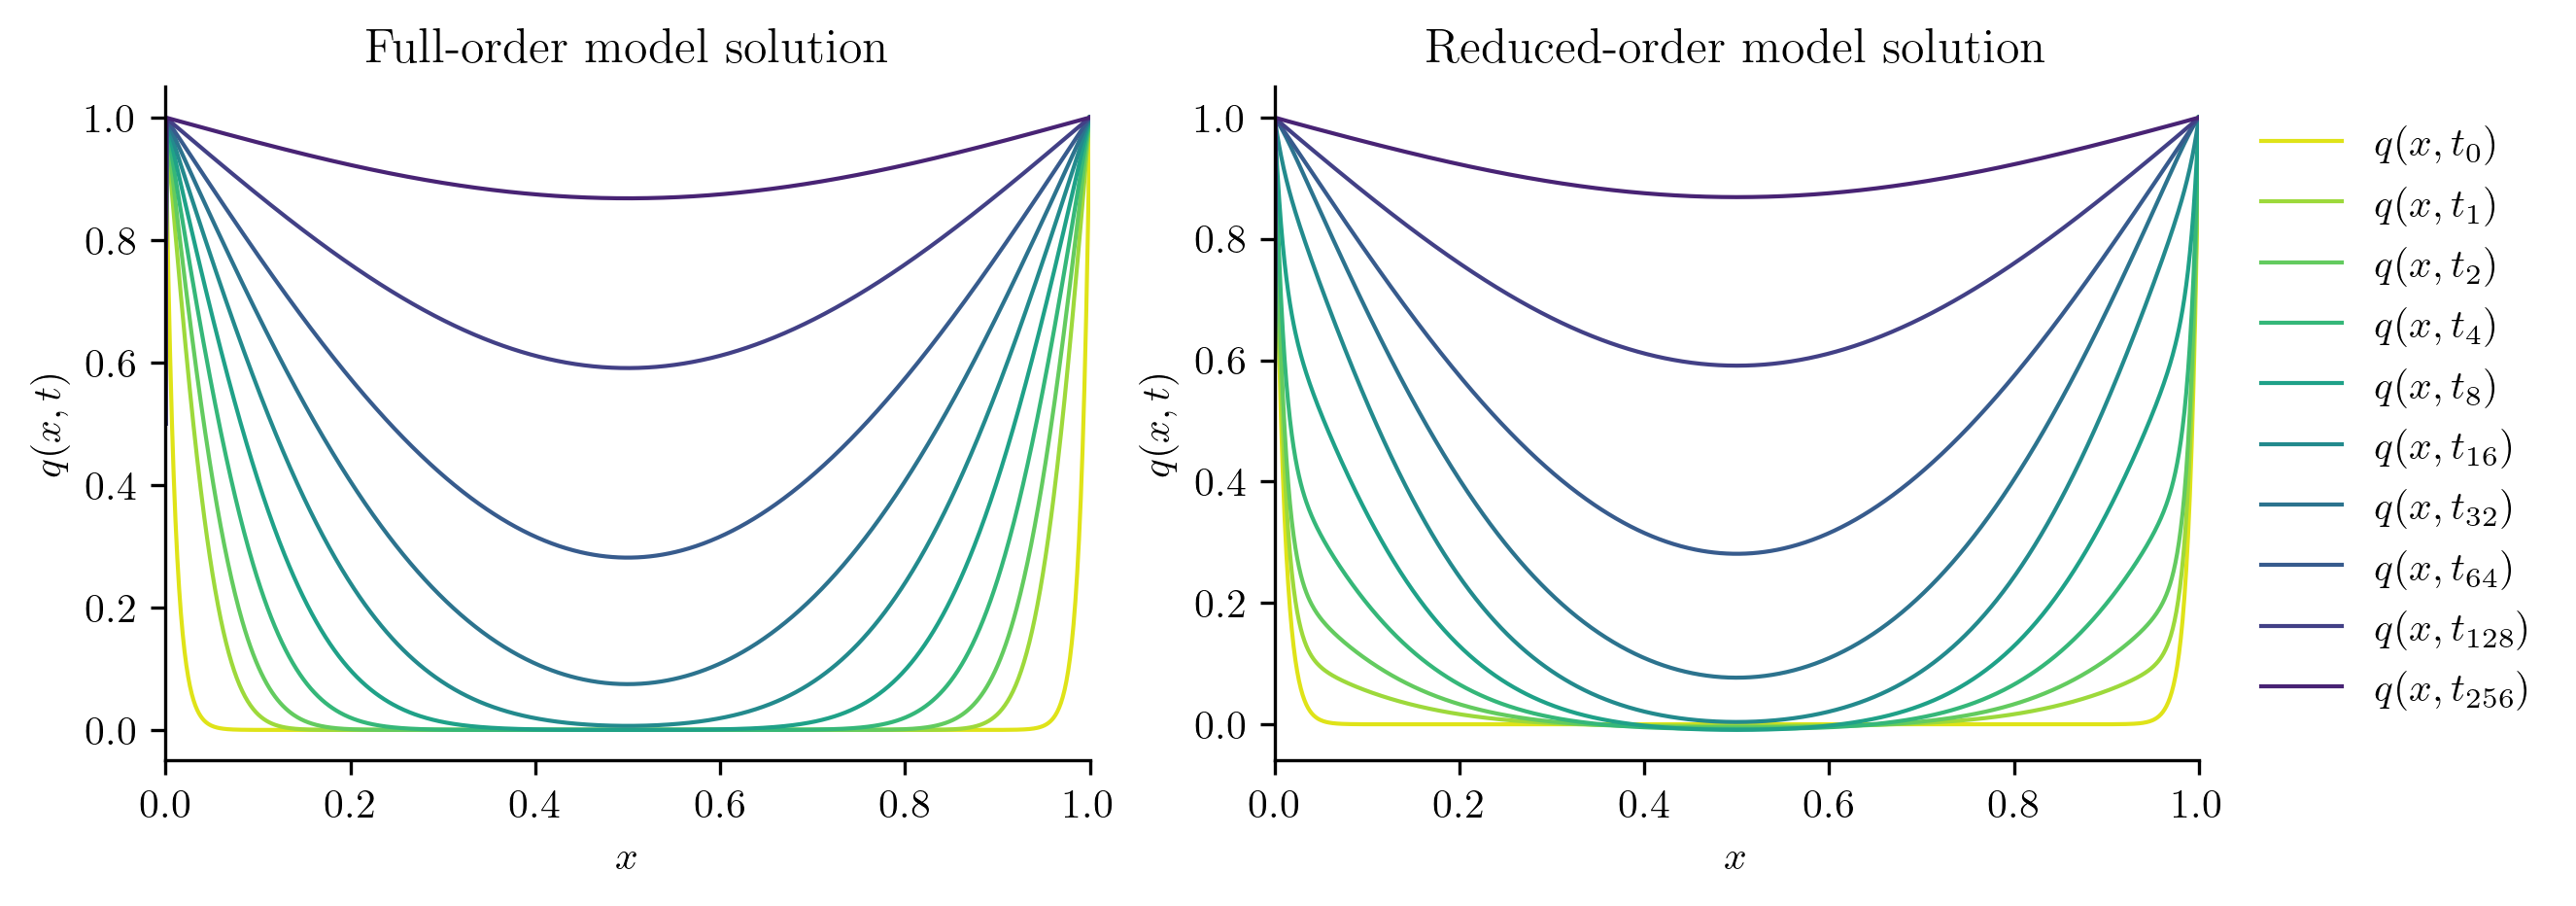 Full-order model solution
1.0
0.8
0.6
0.4
0.2
0.0
q(x, t)
0.0 0.2 0.4 0.6 0.8 1.0
x
Reduced-order model solution
1.0
0.8
0.6
0.4
0.2
0.0
q(x, t)
0.0 0.2 0.4 0.6 0.8 1.0
x
q(x, t₀)
q(x, t₁)
q(x, t₂)
q(x, t₄)
q(x, t₈)
q(x, t₁₆)
q(x, t₃₂)
q(x, t₆₄)
q(x, t₁₂₈)
q(x, t₂₅₆)